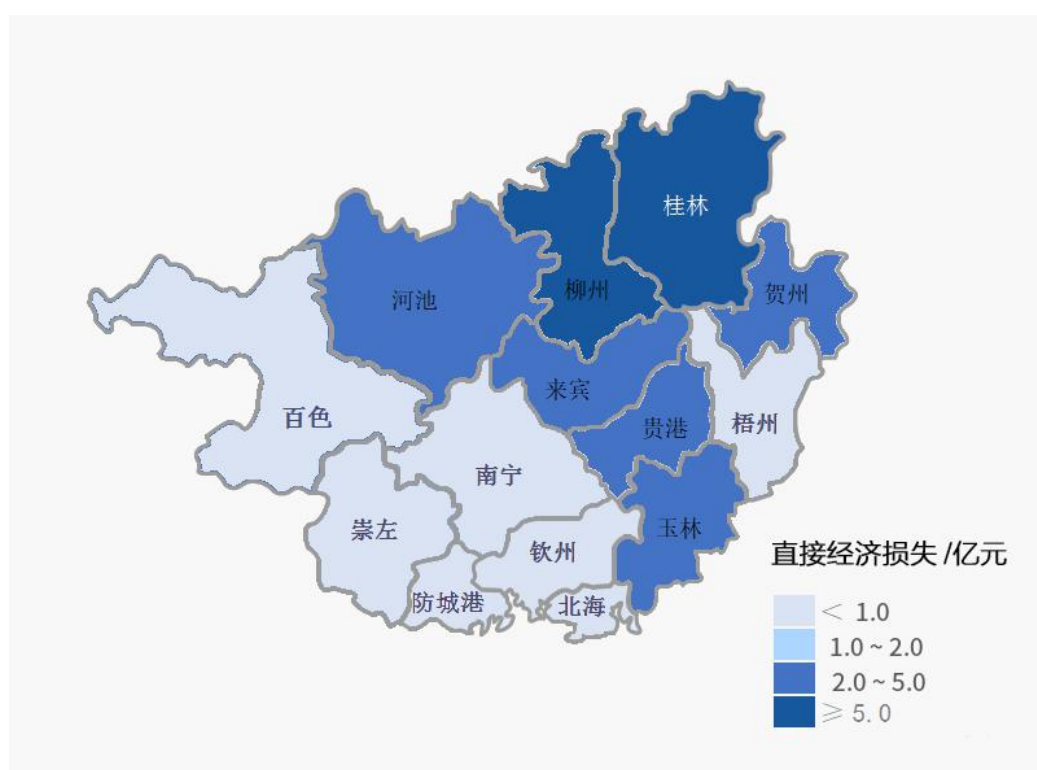 桂林
贺州
柳州
河池
来宾
梧州
贵港
百色
南宁
崇左
玉林
钦州
防城港
北海
直接经济损失 /亿元
< 1.0
1.0 ~ 2.0
2.0 ~ 5.0
≥ 5.0